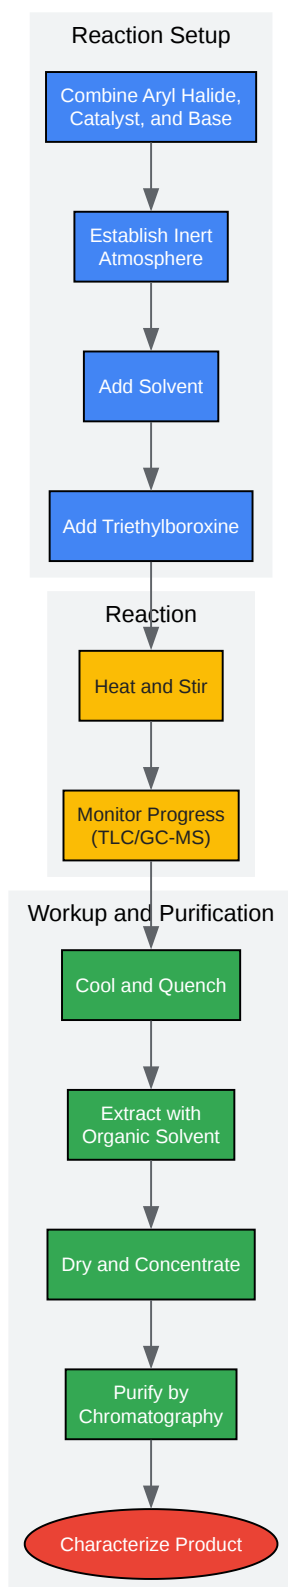 Reaction Setup
Combine Aryl Halide,
Catalyst, and Base
Establish Inert
Atmosphere
Add Solvent
Add Triethylboroxine
Reaction
Heat and Stir
Monitor Progress
(TLC/GC-MS)
Workup and Purification
Cool and Quench
Extract with
Organic Solvent
Dry and Concentrate
Purify by
Chromatography
Characterize Product